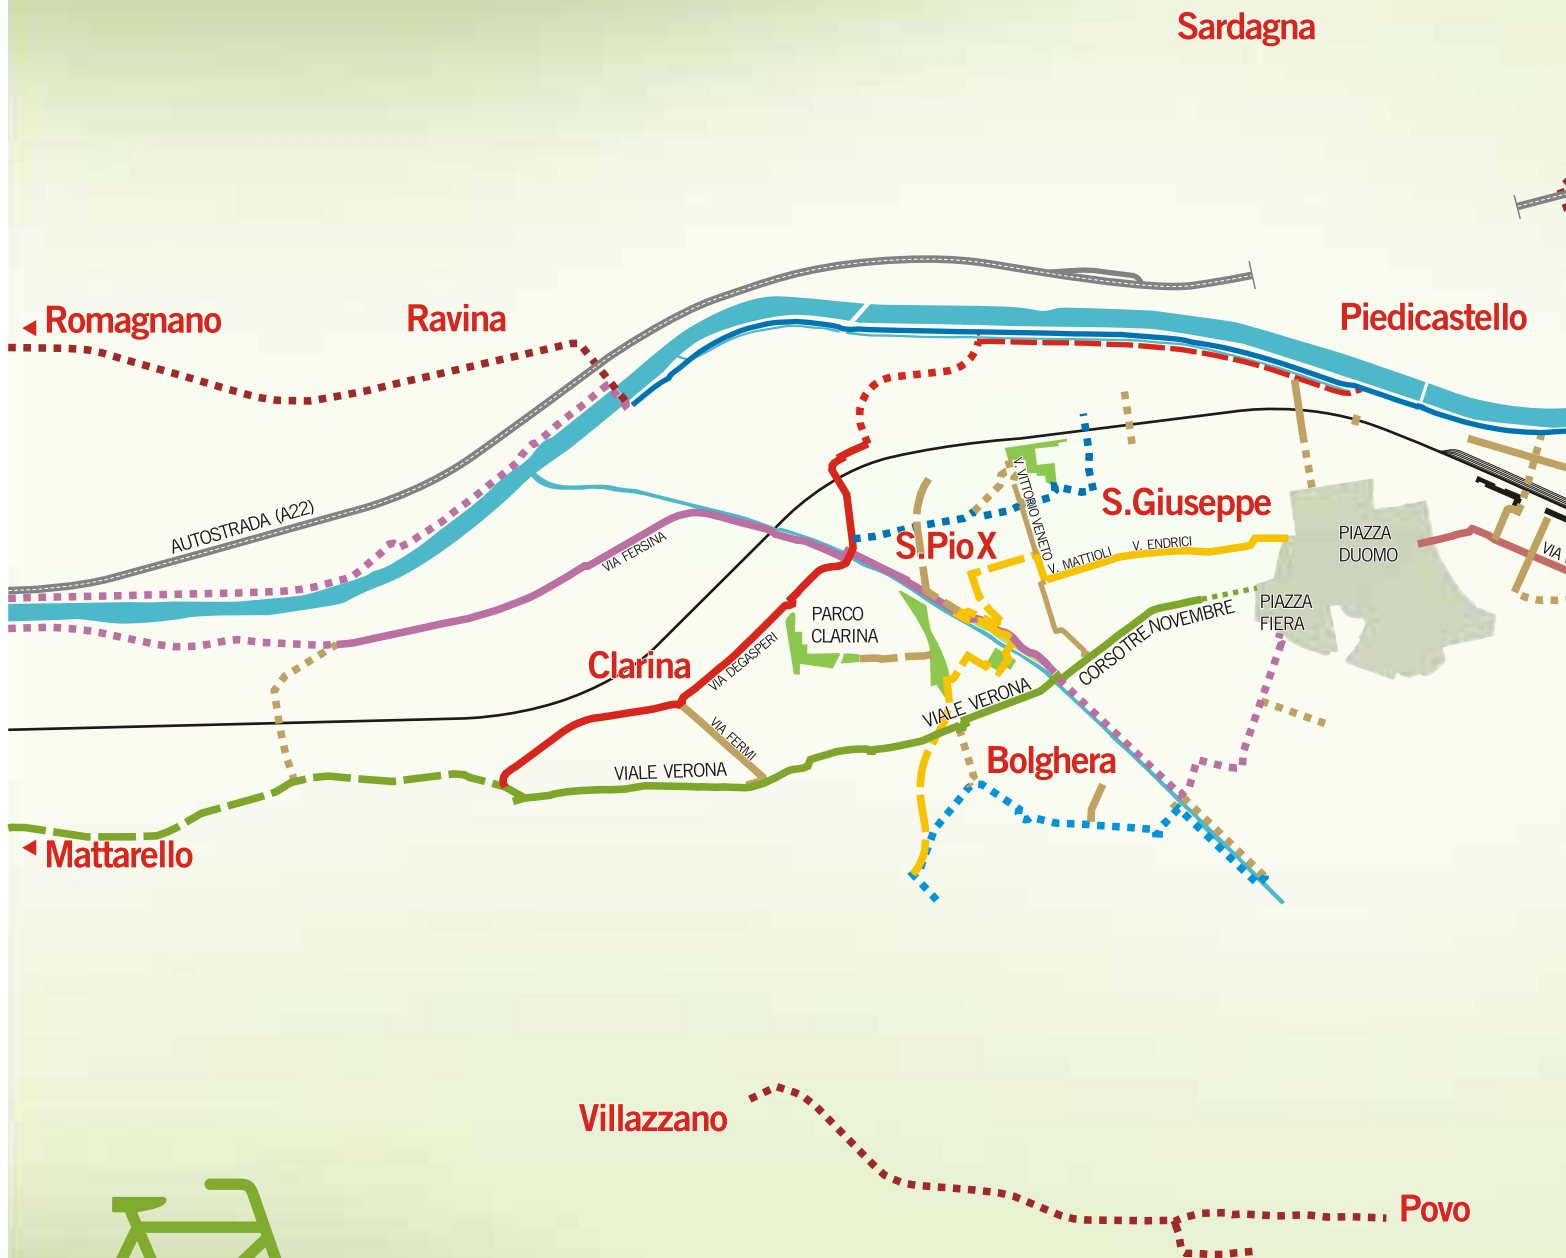 Sardagna
Romagnano
Ravina
Piedicastello
AUTOSTRADA (A22)
VIA FERSINA
V. VITTORIO VENETO
S.Giuseppe
S.Pio X
V. MATTIOLI
V. ENDRICI
PIAZZA
DUOMO
VIA
PIAZZA
FIERA
PARCO
CLARINA
CORSO TRE NOVEMBRE
Clarina
VIA DEGASPERI
VIALE VERONA
VIA FERMI
VIALE VERONA
Bolghera
Mattarello
Villazzano
Povo